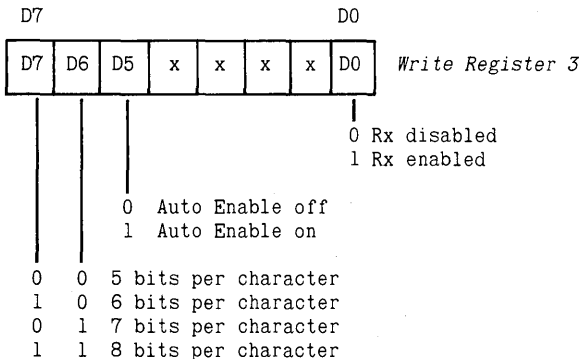 D7 D0
D7 D6 D5 x x x x D0 Write Register 3
0 Rx disabled
1 Rx enabled
0 Auto Enable off
1 Auto Enable on
0 0 5 bits per character
1 0 6 bits per character
0 1 7 bits per character
1 1 8 bits per character